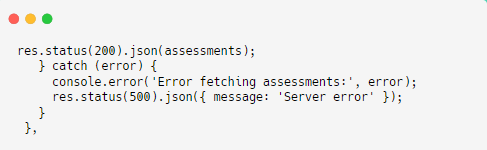 res.status(200).json(assessments);
} catch (error) {
console.error('Error fetching assessments:', error);
res.status(500).json({ message: 'Server error' });
}
},